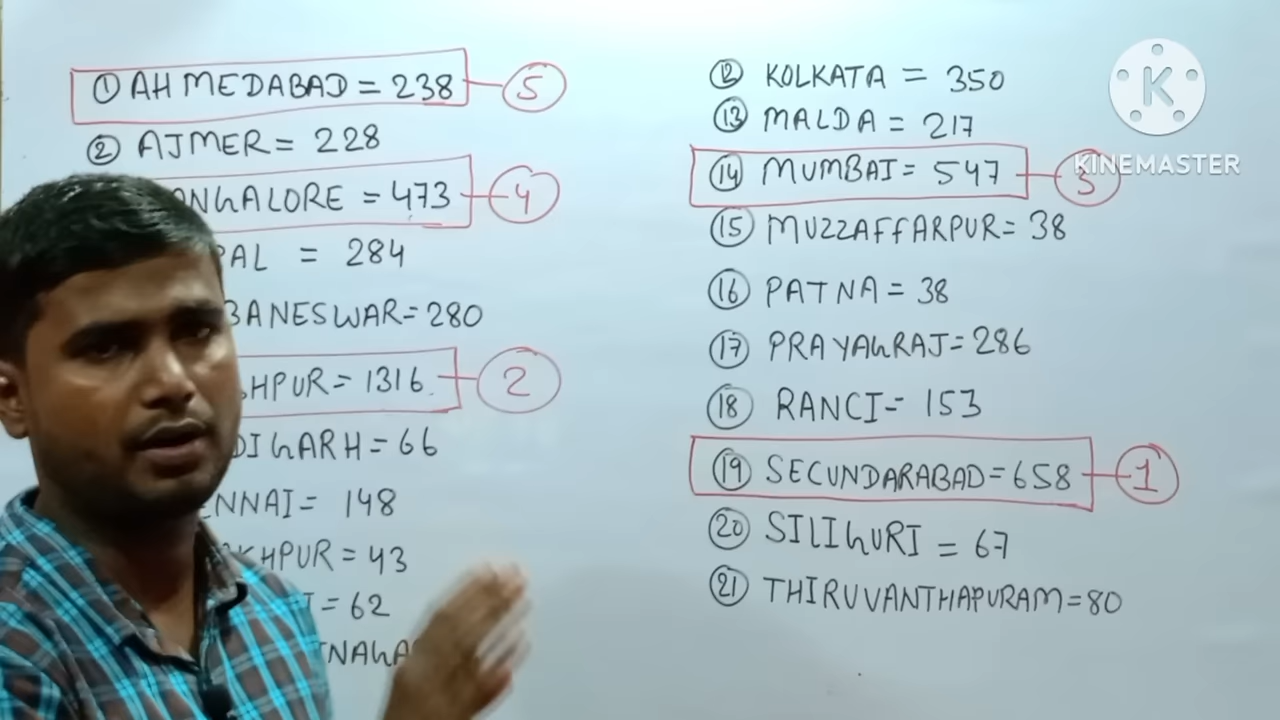 ① AHMEDABAD = 238 ⑤
② AJMER = 228
ANGALORE = 473 ④
PAL = 284
BANESWAR = 280
HPUR = 1316 ②
DIGARH = 66
NNAI = 148
KHPUR = 43
I = 62
TNAGA
⑫ KOLKATA = 350
⑬ MALDA = 217
⑭ MUMBAI = 547 ③
⑮ MUZZAFFARPUR = 38
⑯ PATNA = 38
⑰ PRAYAGRAJ = 286
⑱ RANCI = 153
⑲ SECUNDARABAD = 658 ①
⑳ SILIGURI = 67
㉑ THIRUVANTHAPURAM = 80
K
KINEMASTER